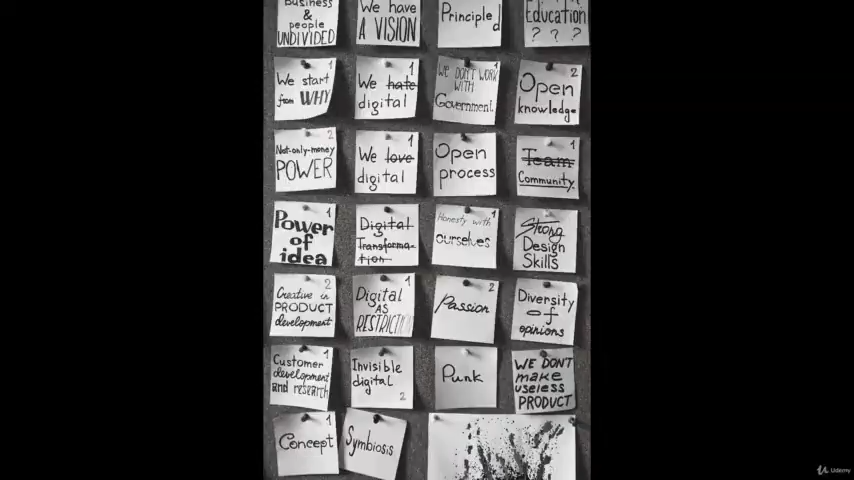 Business
&
people
UNDIVIDED
We have
A VISION
Principle
d
Education
? ? ?
1
We start
from WHY
1
We hate
digital
1
WE DON'T WORK
WITH
Government.
2
Open
knowledge
2
Not-only-money
POWER
1
We love
digital
Open
process
1
Team
Community
1
Power
of
idea
Digital
Transforma-
tion
1
Honesty with
ourselves
Strong
Design
Skills
2
Creative in
PRODUCT
development
1
Digital
AS
RESTRICTION
2
Passion
Diversity
of
opinions
1
Customer
development
and research
Invisible
digital
2
Punk
WE DON'T
make
useless
PRODUCT
1
Concept
Symbiosis
Udemy